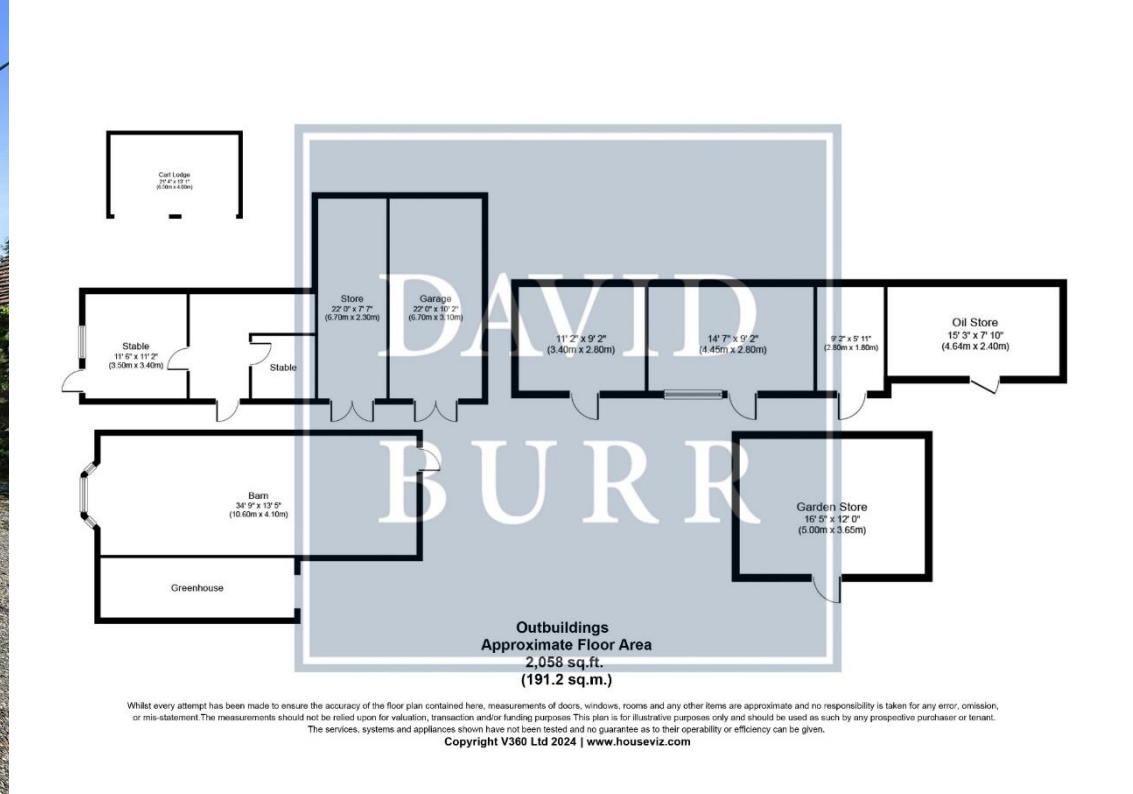 Cart Lodge
21' 4" x 13' 1"
(6.50m x 4.00m)
Store
22' 0" x 7' 7"
(6.70m x 2.30m)
Garage
22' 0" x 10' 2"
(6.70m x 3.10m)
DAVID
BURR
Stable
11' 6" x 11' 2"
(3.50m x 3.40m)
Stable
11' 2" x 9' 2"
(3.40m x 2.80m)
14' 7" x 9' 2"
(4.45m x 2.80m)
9' 2" x 5' 11"
(2.80m x 1.80m)
Oil Store
15' 3" x 7' 10"
(4.64m x 2.40m)
Barn
34' 9" x 13' 5"
(10.60m x 4.10m)
Greenhouse
Garden Store
16' 5" x 12' 0"
(5.00m x 3.65m)
Outbuildings
Approximate Floor Area
2,058 sq.ft.
(191.2 sq.m.)
Whilst every attempt has been made to ensure the accuracy of the floor plan contained here, measurements of doors, windows, rooms and any other items are approximate and no responsibility is taken for any error, omission,
or mis-statement.The measurements should not be relied upon for valuation, transaction and/or funding purposes This plan is for illustrative purposes only and should be used as such by any prospective purchaser or tenant.
The services, systems and appliances shown have not been tested and no guarantee as to their operability or efficiency can be given.
Copyright V360 Ltd 2024 | www.houseviz.com